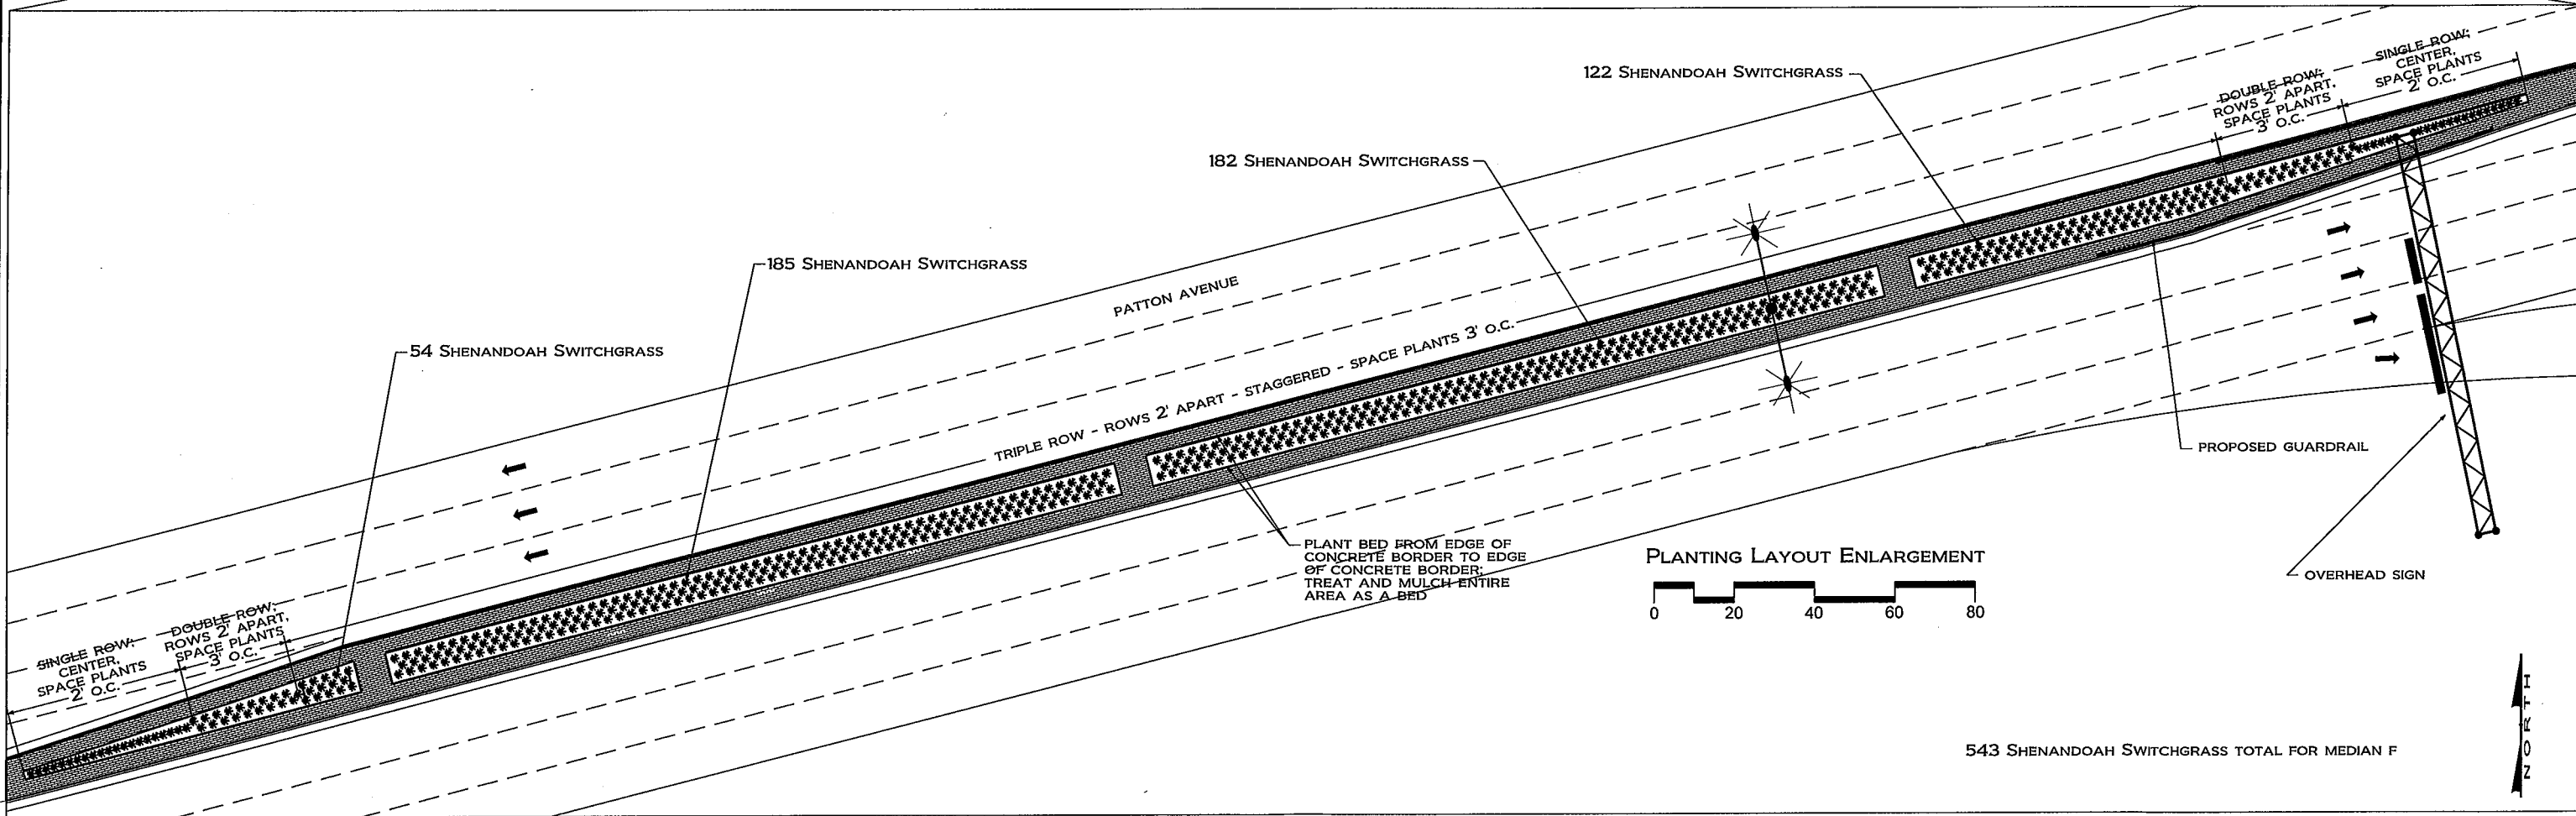 122 SHENANDOAH SWITCHGRASS
SINGLE ROW;
CENTER,
SPACE PLANTS
2' O.C.
DOUBLE ROW;
ROWS 2' APART,
SPACE PLANTS
3' O.C.
182 SHENANDOAH SWITCHGRASS
185 SHENANDOAH SWITCHGRASS
PATTON AVENUE
54 SHENANDOAH SWITCHGRASS
TRIPLE ROW - ROWS 2' APART - STAGGERED - SPACE PLANTS 3' O.C.
PROPOSED GUARDRAIL
PLANT BED FROM EDGE OF
CONCRETE BORDER TO EDGE
OF CONCRETE BORDER;
TREAT AND MULCH ENTIRE
AREA AS A BED
PLANTING LAYOUT ENLARGEMENT
0 20 40 60 80
OVERHEAD SIGN
SINGLE ROW;
CENTER,
SPACE PLANTS
2' O.C.
DOUBLE ROW;
ROWS 2' APART,
SPACE PLANTS
3' O.C.
543 SHENANDOAH SWITCHGRASS TOTAL FOR MEDIAN F
NORTH